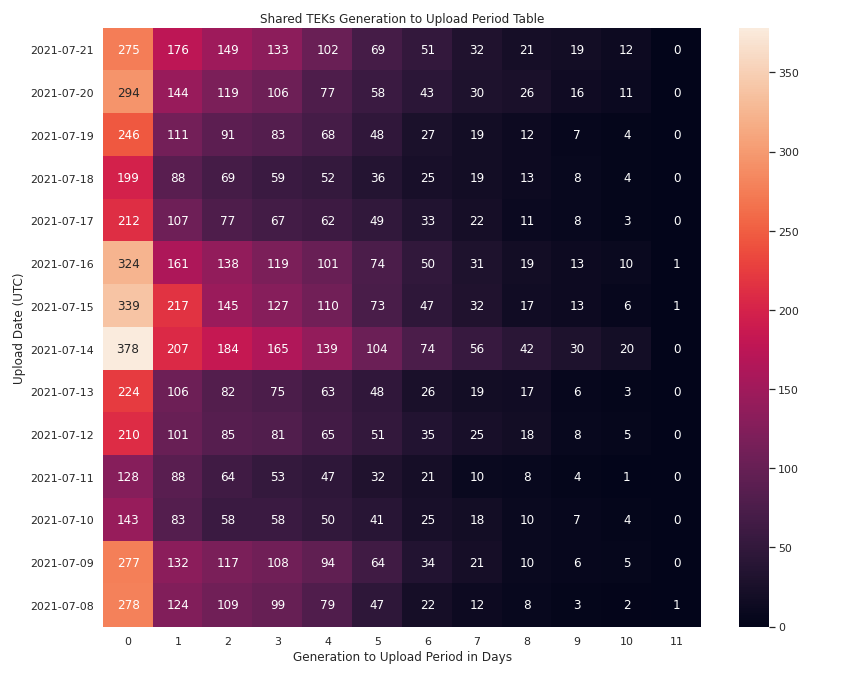 Shared TEKs Generation to Upload Period Table
2021-07-21 275 176 149 133 102 69 51 32 21 19 12 0
2021-07-20 294 144 119 106 77 58 43 30 26 16 11 0
2021-07-19 246 111 91 83 68 48 27 19 12 7 4 0
2021-07-18 199 88 69 59 52 36 25 19 13 8 4 0
2021-07-17 212 107 77 67 62 49 33 22 11 8 3 0
2021-07-16 324 161 138 119 101 74 50 31 19 13 10 1
2021-07-15 339 217 145 127 110 73 47 32 17 13 6 1
2021-07-14 378 207 184 165 139 104 74 56 42 30 20 0
2021-07-13 224 106 82 75 63 48 26 19 17 6 3 0
2021-07-12 210 101 85 81 65 51 35 25 18 8 5 0
2021-07-11 128 88 64 53 47 32 21 10 8 4 1 0
2021-07-10 143 83 58 58 50 41 25 18 10 7 4 0
2021-07-09 277 132 117 108 94 64 34 21 10 6 5 0
2021-07-08 278 124 109 99 79 47 22 12 8 3 2 1
0 1 2 3 4 5 6 7 8 9 10 11
Generation to Upload Period in Days
Upload Date (UTC)
350
300
250
200
150
100
50
0